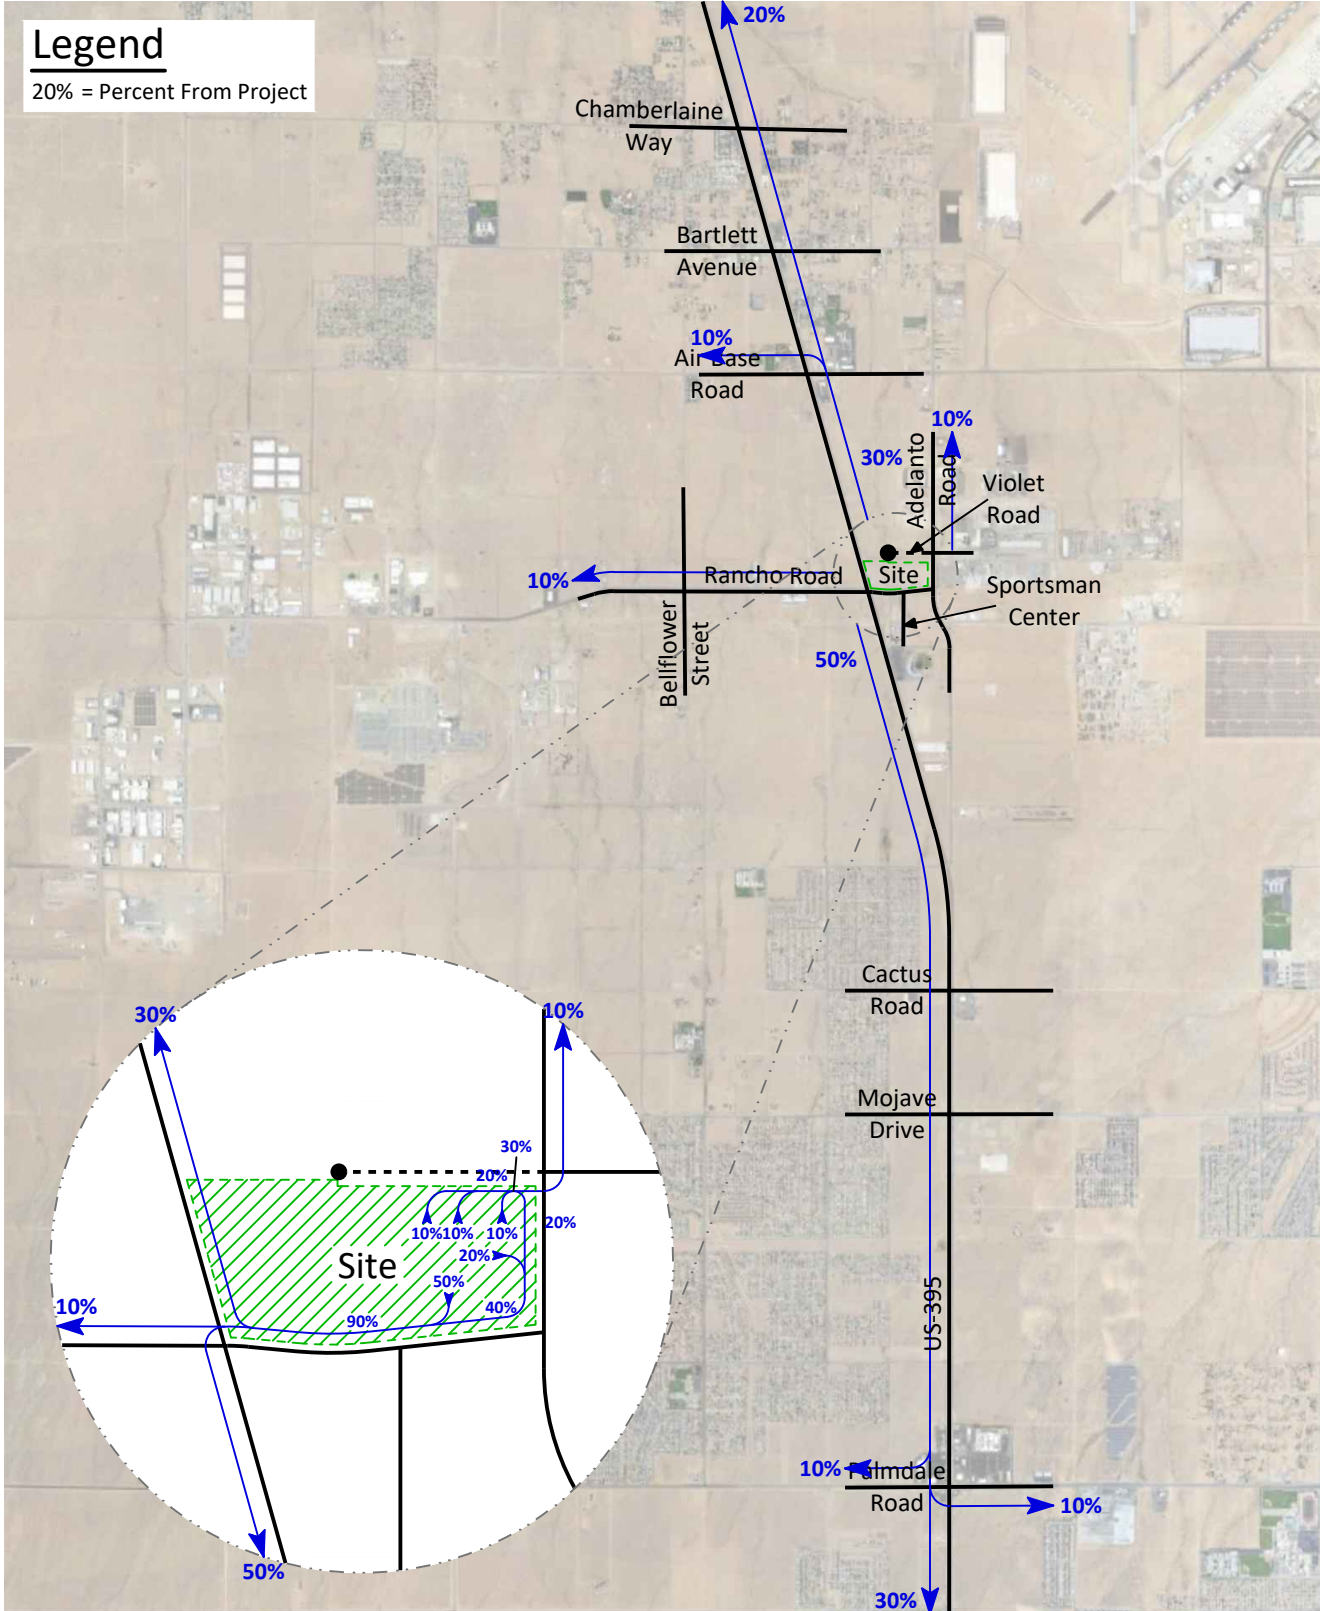 Legend
20% = Percent From Project
20%
Chamberlaine
Way
Bartlett
Avenue
10%
Air Base
Road
10%
30%
Adelanto
Road
Violet
Road
10%
Rancho Road
Site
Sportsman
Center
Bellflower
Street
50%
Cactus
Road
Mojave
Drive
US-395
10%
Palmdale
Road
10%
30%
30%
10%
30%
20%
10%
10%
10%
20%
20%
Site
50%
10%
90%
40%
50%